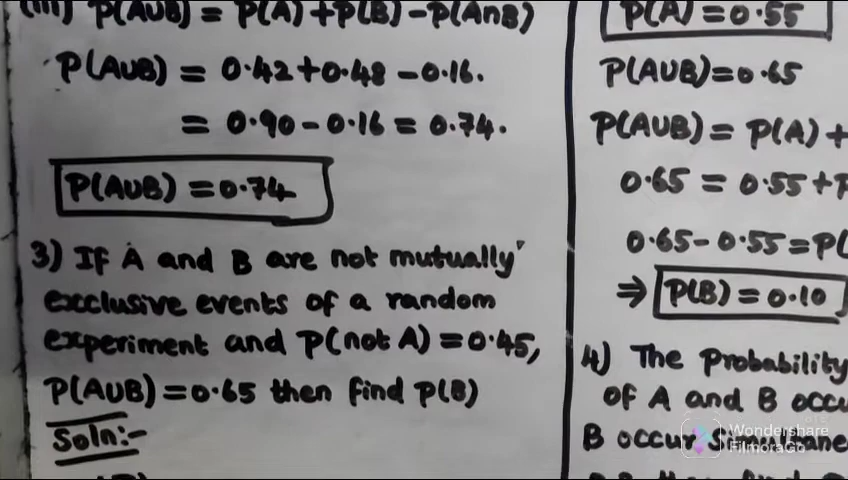 (iii) P(AUB) = P(A) +P(B) -P(A∩B)
P(AUB) = 0.42+0.48 -0.16.
= 0.90-0.16 = 0.74.
P(AUB) =0.74
3) If A and B are not mutually
exclusive events of a random
experiment and P(not A) =0.45,
P(AUB) =0.65 then find P(B)
Soln:-
P(A) =0.55
P(AUB)=0.65
P(AUB) = P(A) +
0.65 = 0.55+P
0.65-0.55=P(
⇒ P(B) = 0.10
4) The Probability
of A and B occu
B occur Simultane
Wondershare
FilmoraGo